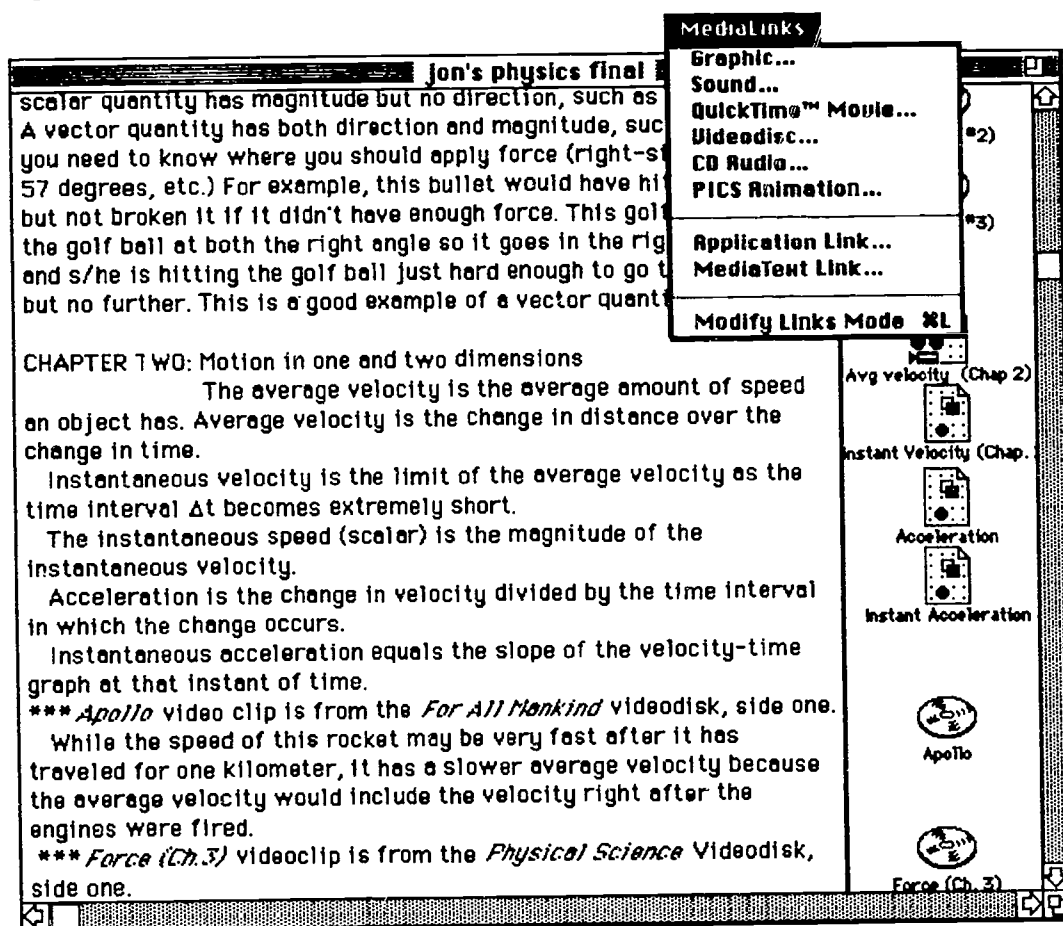 MediaLinks
Graphic...
Sound...
QuickTime™ Movie...
Videodisc...
CD Audio...
PICS Animation...
Application Link...
MediaText Link...
Modify Links Mode ⌘L
jon's physics final
scalar quantity has magnitude but no direction, such as
A vector quantity has both direction and magnitude, suc
you need to know where you should apply force (right-s
57 degrees, etc.) For example, this bullet would have hi
but not broken it if it didn't have enough force. This gol
the golf ball at both the right angle so it goes in the rig
and s/he is hitting the golf ball just hard enough to go t
but no further. This is a good example of a vector quant
CHAPTER TWO: Motion in one and two dimensions
The average velocity is the average amount of speed
an object has. Average velocity is the change in distance over the
change in time.
Instantaneous velocity is the limit of the average velocity as the
time interval Δt becomes extremely short.
The instantaneous speed (scalar) is the magnitude of the
instantaneous velocity.
Acceleration is the change in velocity divided by the time interval
in which the change occurs.
Instantaneous acceleration equals the slope of the velocity-time
graph at that instant of time.
*** Apollo video clip is from the For All Mankind videodisk, side one.
While the speed of this rocket may be very fast after it has
traveled for one kilometer, it has a slower average velocity because
the average velocity would include the velocity right after the
engines were fired.
*** Force (Ch.3) videoclip is from the Physical Science Videodisk,
side one.
*2)
*3)
Avg velocity (Chap 2)
Instant Velocity (Chap.
Acceleration
Instant Acceleration
Apollo
Force (Ch. 3)